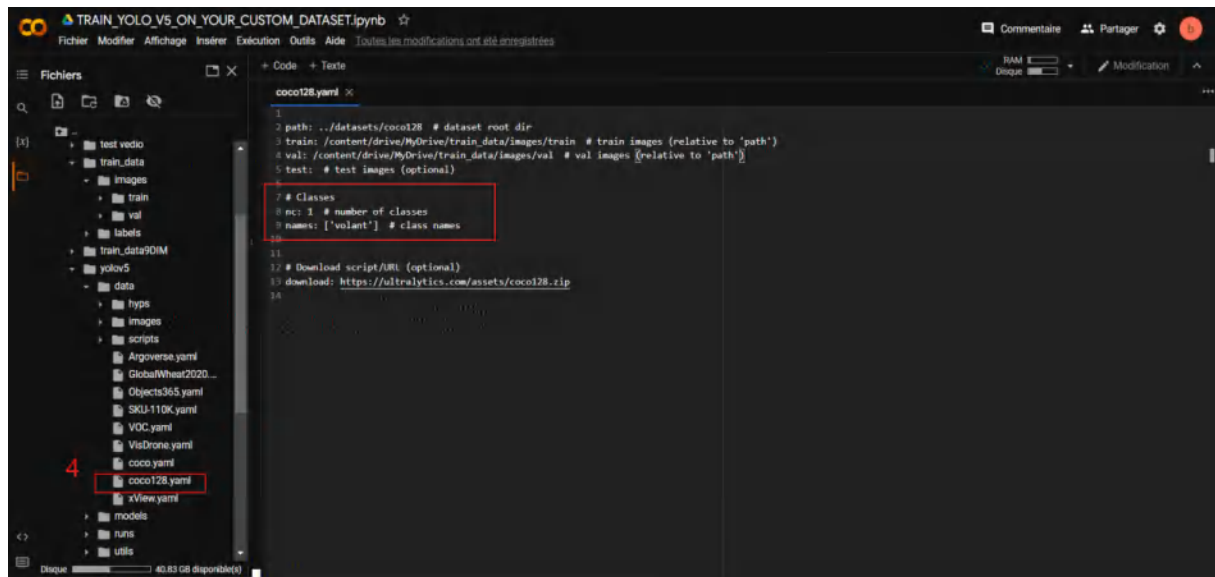 TRAIN_YOLO_V5_ON_YOUR_CUSTOM_DATASET.ipynb
Fichier Modifier Affichage Insérer Exécution Outils Aide Toutes les modifications ont été enregistrées
Commentaire Partager b
Fichiers
+ Code + Texte
RAM
Disque
Modification
coco128.yaml
..
test vedio
train_data
images
train
val
labels
train_data9DIM
yolov5
data
hyps
images
scripts
Argoverse.yaml
GlobalWheat2020...
Objects365.yaml
SKU-110K.yaml
VOC.yaml
VisDrone.yaml
coco.yaml
4
coco128.yaml
xView.yaml
models
runs
utils
Disque 40.83 GB disponible(s)
1
2 path: ../datasets/coco128 # dataset root dir
3 train: /content/drive/MyDrive/train_data/images/train # train images (relative to 'path')
4 val: /content/drive/MyDrive/train_data/images/val # val images (relative to 'path')
5 test: # test images (optional)
6
7 # Classes
8 nc: 1 # number of classes
9 names: ['volant'] # class names
10
11
12 # Download script/URL (optional)
13 download: https://ultralytics.com/assets/coco128.zip
14